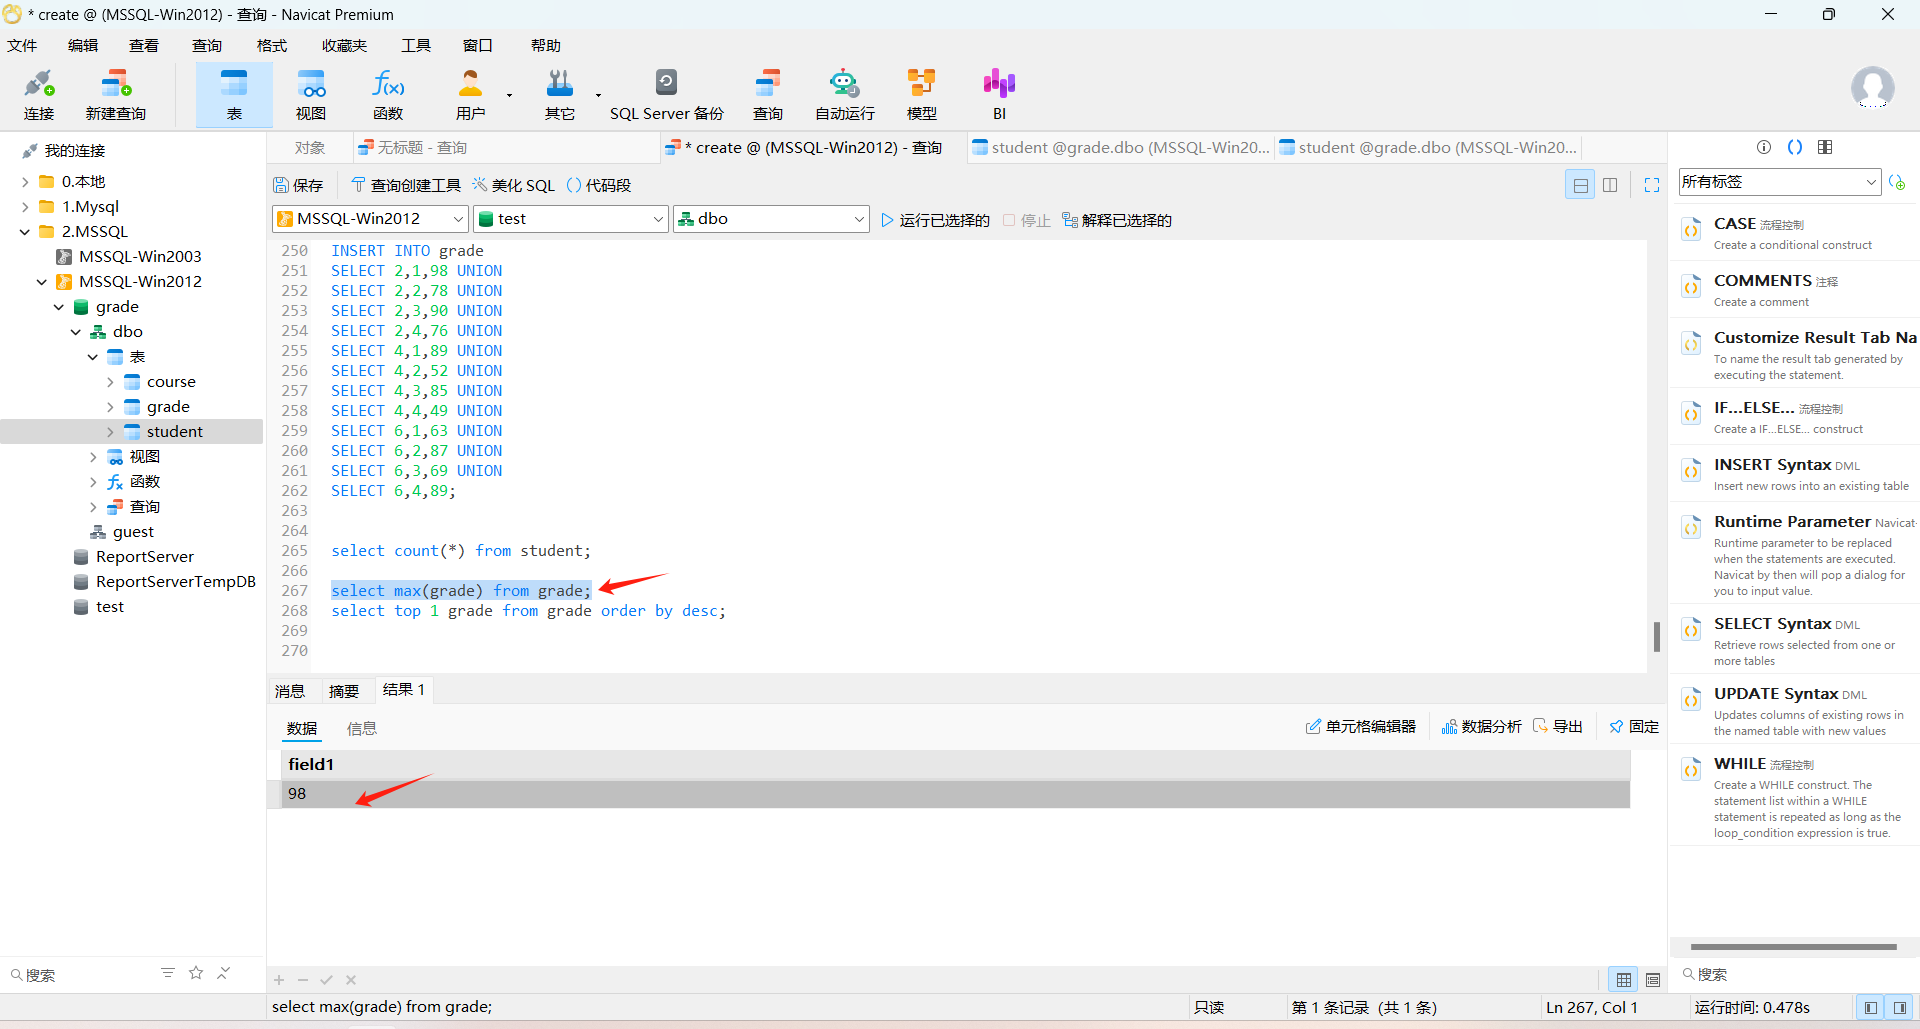 * create @ (MSSQL-Win2012) - 查询 - Navicat Premium
文件 编辑 查看 查询 格式 收藏夹 工具 窗口 帮助
连接 新建查询 表 视图 函数 用户 其它 SQL Server 备份 查询 自动运行 模型 BI
我的连接
0.本地
1.Mysql
2.MSSQL
MSSQL-Win2003
MSSQL-Win2012
grade
dbo
表
course
grade
student
视图
函数
查询
guest
ReportServer
ReportServerTempDB
test
搜索
对象 无标题 - 查询 * create @ (MSSQL-Win2012) - 查询 student @grade.dbo (MSSQL-Win20... student @grade.dbo (MSSQL-Win20...
保存 查询创建工具 美化 SQL () 代码段
MSSQL-Win2012 test dbo 运行已选择的 停止 解释已选择的
250 INSERT INTO grade
251 SELECT 2,1,98 UNION
252 SELECT 2,2,78 UNION
253 SELECT 2,3,90 UNION
254 SELECT 2,4,76 UNION
255 SELECT 4,1,89 UNION
256 SELECT 4,2,52 UNION
257 SELECT 4,3,85 UNION
258 SELECT 4,4,49 UNION
259 SELECT 6,1,63 UNION
260 SELECT 6,2,87 UNION
261 SELECT 6,3,69 UNION
262 SELECT 6,4,89;
263
264
265 select count(*) from student;
266
267 select max(grade) from grade;
268 select top 1 grade from grade order by desc;
269
270
消息 摘要 结果 1
数据 信息 单元格编辑器 数据分析 导出 固定
field1
98
select max(grade) from grade; 只读 第 1 条记录 (共 1 条) Ln 267, Col 1 运行时间: 0.478s
所有标签
CASE 流程控制
Create a conditional construct
COMMENTS 注释
Create a comment
Customize Result Tab Na
To name the result tab generated by
executing the statement.
IF...ELSE... 流程控制
Create a IF...ELSE... construct
INSERT Syntax DML
Insert new rows into an existing table
Runtime Parameter Navicat
Runtime parameter to be replaced
when the statements are executed.
Navicat by then will pop a dialog for
you to input value.
SELECT Syntax DML
Retrieve rows selected from one or
more tables
UPDATE Syntax DML
Updates columns of existing rows in
the named table with new values
WHILE 流程控制
Create a WHILE construct. The
statement list within a WHILE
statement is repeated as long as the
loop_condition expression is true.
搜索